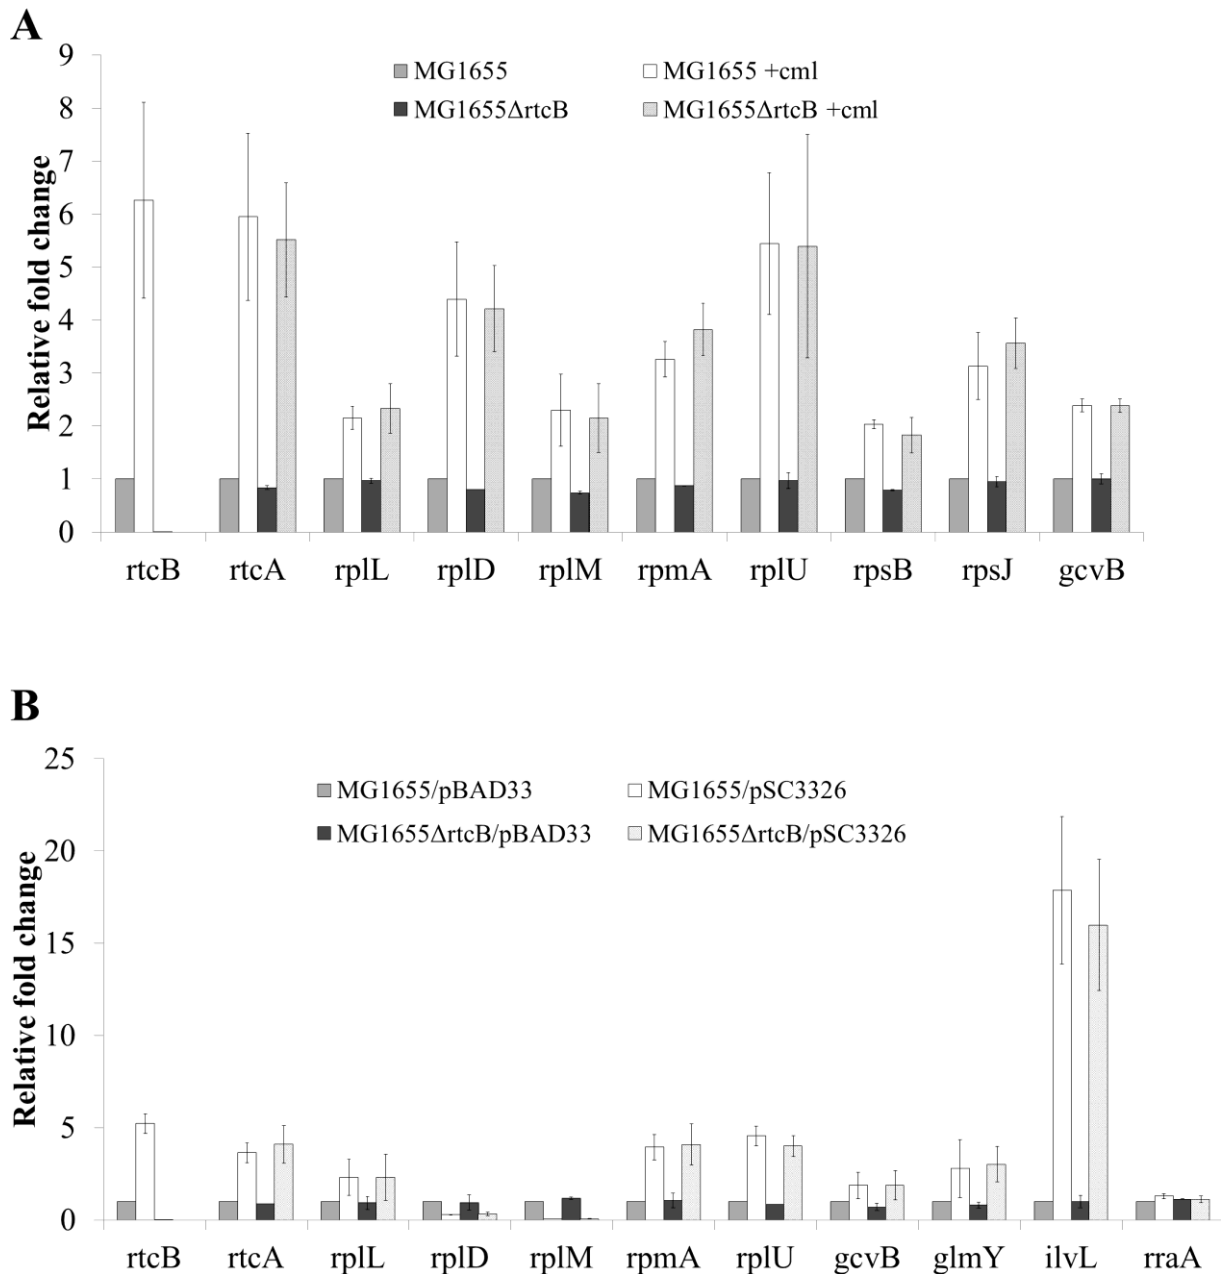 A
Relative fold change
9
8
7
6
5
4
3
2
1
0
MG1655
MG1655 +cml
MG1655ΔrtcB
MG1655ΔrtcB +cml
rtcB rtcA rplL rplD rplM rpmA rplU rpsB rpsJ gcvB
B
Relative fold change
25
20
15
10
5
0
MG1655/pBAD33
MG1655/pSC3326
MG1655ΔrtcB/pBAD33
MG1655ΔrtcB/pSC3326
rtcB rtcA rplL rplD rplM rpmA rplU gcvB glmY ilvL rraA